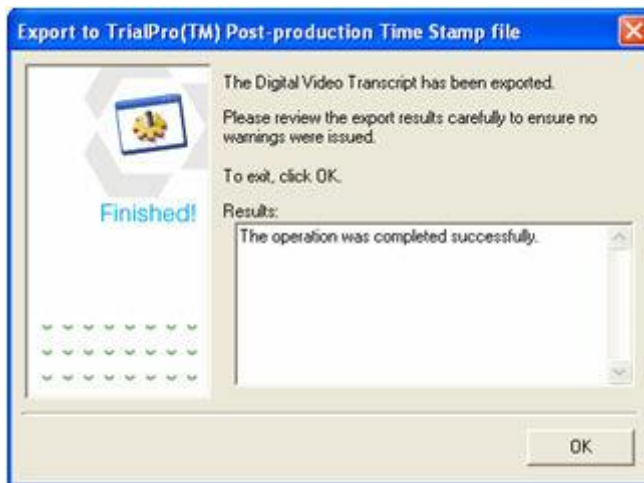 Export to TrialPro(TM) Post-production Time Stamp file
The Digital Video Transcript has been exported.
Please review the export results carefully to ensure no
warnings were issued.
To exit, click OK.
Finished!
Results:
The operation was completed successfully.
OK